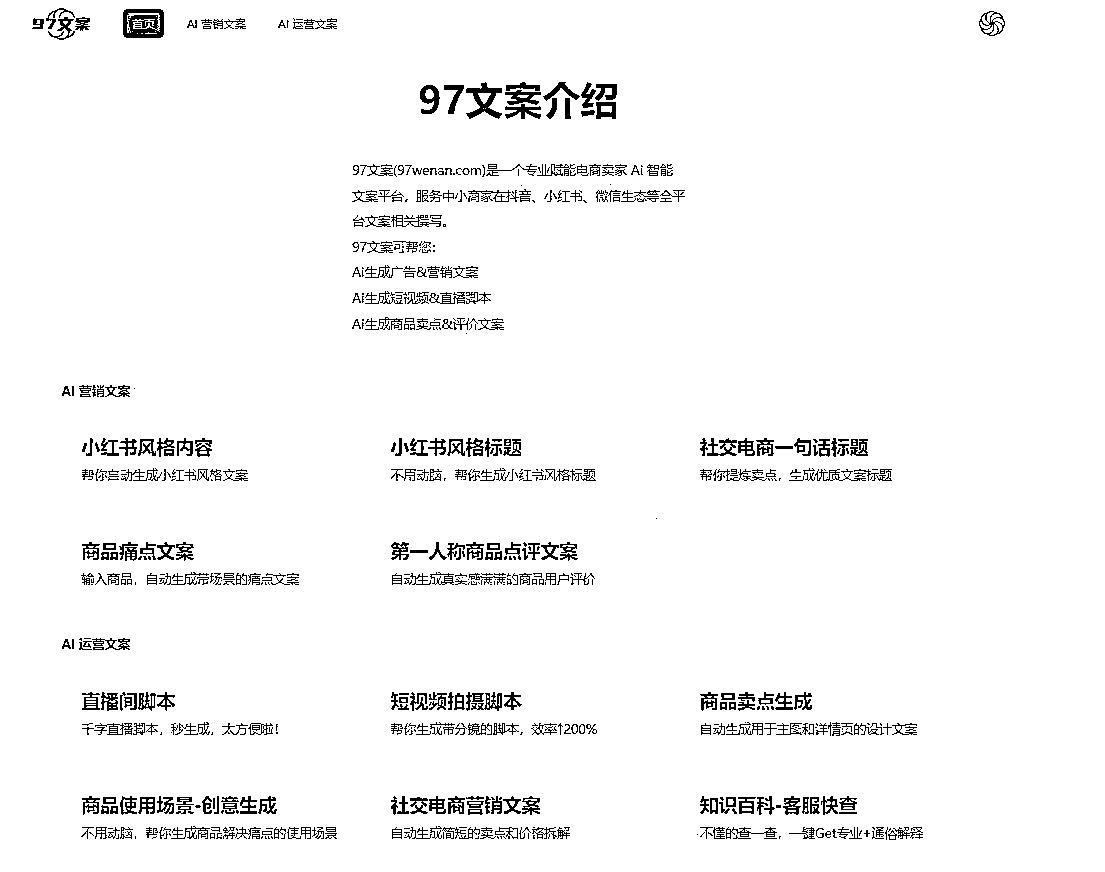 97文案
首页
AI 营销文案
AI 运营文案
97文案介绍
97文案(97wenan.com)是一个专业赋能电商卖家 Ai 智能
文案平台，服务中小商家在抖音、小红书、微信生态等全平
台文案相关撰写。
97文案可帮您：
Ai生成广告&营销文案
Ai生成短视频&直播脚本
Ai生成商品卖点&评价文案
AI 营销文案
小红书风格内容
帮你自动生成小红书风格文案
小红书风格标题
不用动脑，帮你生成小红书风格标题
社交电商一句话标题
帮你提炼卖点，生成优质文案标题
商品痛点文案
输入商品，自动生成带场景的痛点文案
第一人称商品点评文案
自动生成真实感满满的商品用户评价
AI 运营文案
直播间脚本
千字直播脚本，秒生成，太方便啦！
短视频拍摄脚本
帮你生成带分镜的脚本，效率↑200%
商品卖点生成
自动生成用于主图和详情页的设计文案
商品使用场景-创意生成
不用动脑，帮你生成商品解决痛点的使用场景
社交电商营销文案
自动生成简短的卖点和价格拆解
知识百科-客服快查
不懂的查一查，一键Get专业+通俗解释